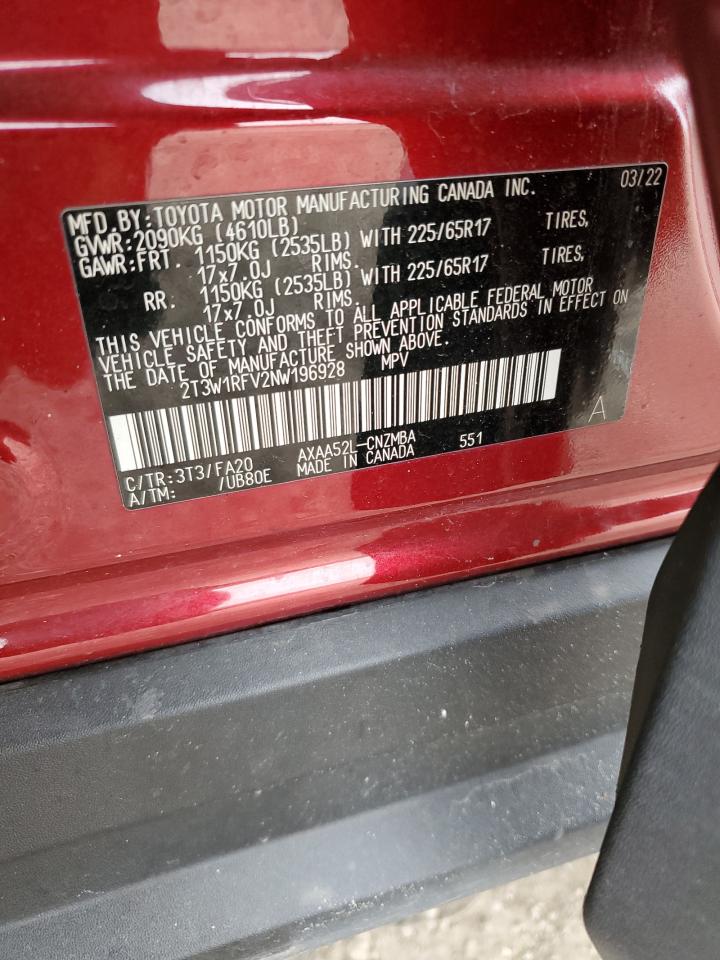 MFD. BY: TOYOTA MOTOR MANUFACTURING CANADA INC. 03/22
GVWR: 2090KG (4610LB)
GAWR: FRT. 1150KG (2535LB) WITH 225/65R17 TIRES,
17x7.0J RIMS.
RR. 1150KG (2535LB) WITH 225/65R17 TIRES,
17x7.0J RIMS.
THIS VEHICLE CONFORMS TO ALL APPLICABLE FEDERAL MOTOR
VEHICLE SAFETY AND THEFT PREVENTION STANDARDS IN EFFECT ON
THE DATE OF MANUFACTURE SHOWN ABOVE.
2T3W1RFV2NW196928 MPV
A
C/TR: 3T3/FA20 AXAA52L-CNZMBA 551
A/TM: /UB80E MADE IN CANADA